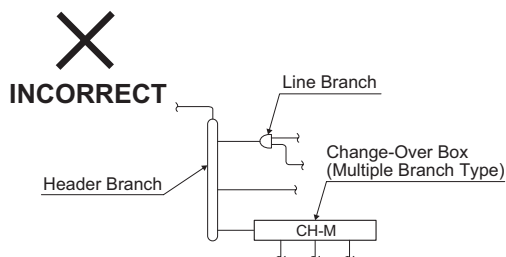 INCORRECT
Line Branch
Change-Over Box
(Multiple Branch Type)
Header Branch
CH-M